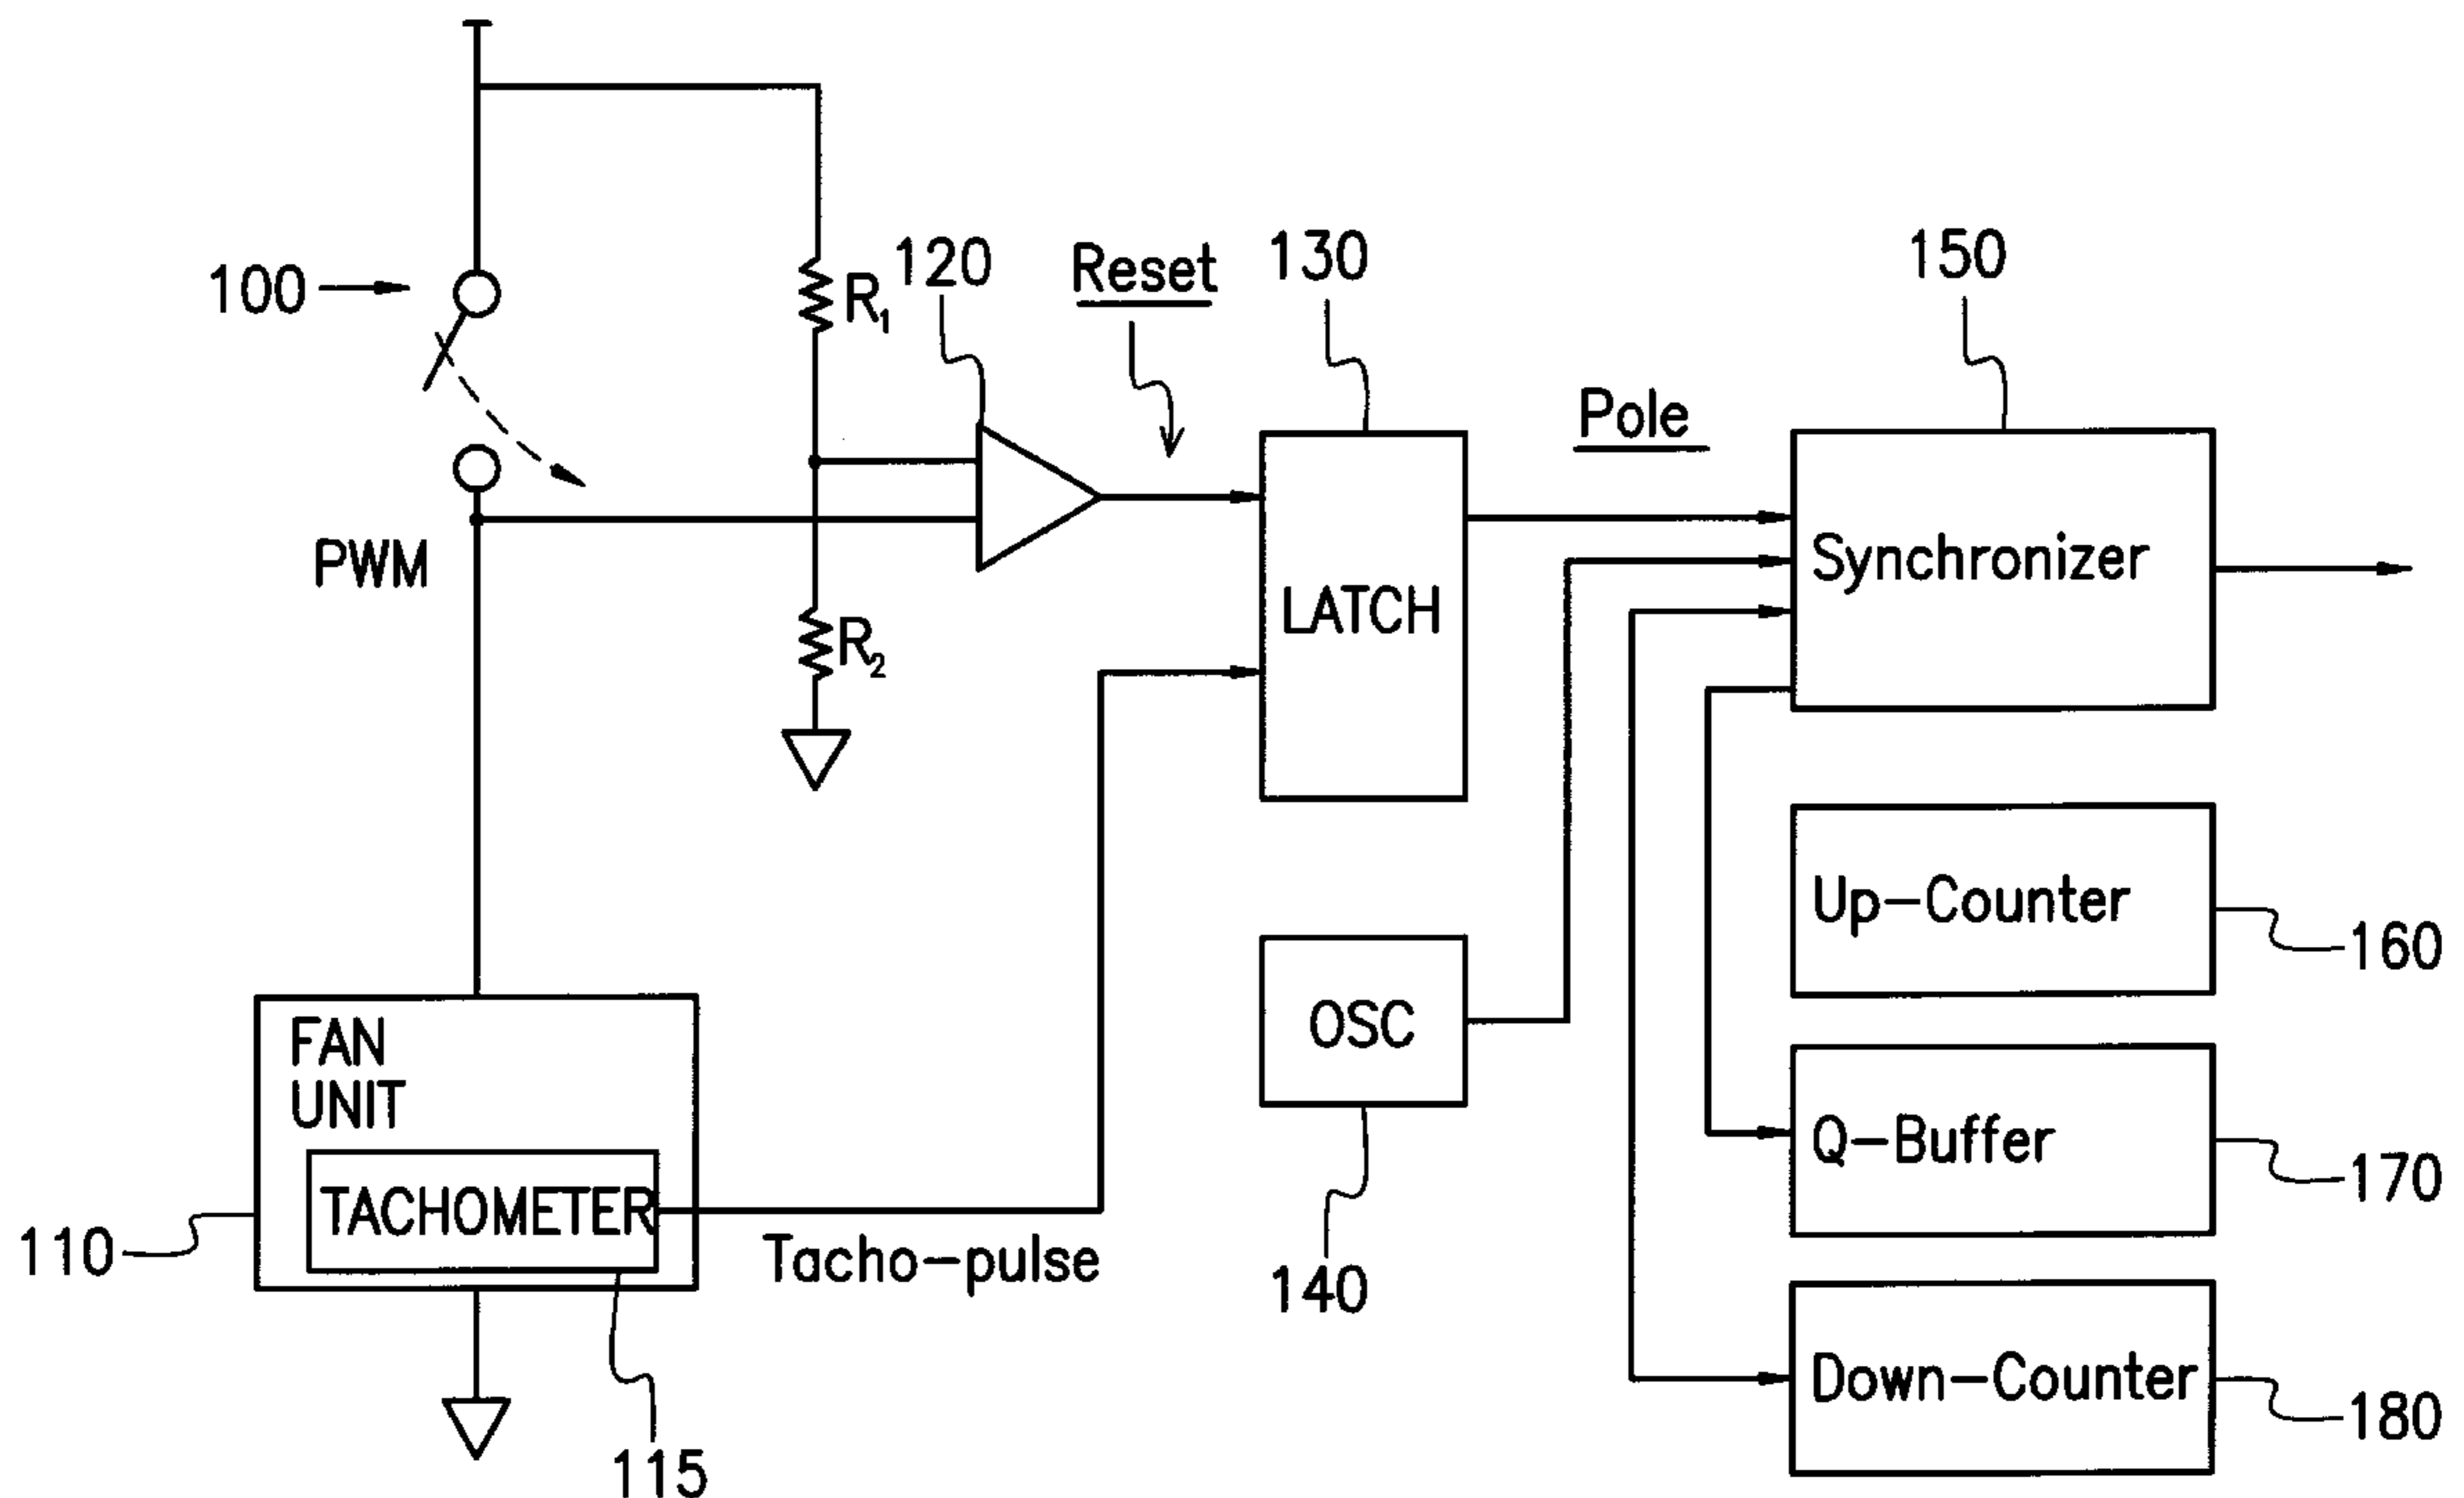 100
R1
120
Reset
130
150
Pole
PWM
Synchronizer
LATCH
R2
Up-Counter
160
OSC
FAN
UNIT
Q-Buffer
170
TACHOMETER
110
Tacho-pulse
140
Down-Counter
180
115